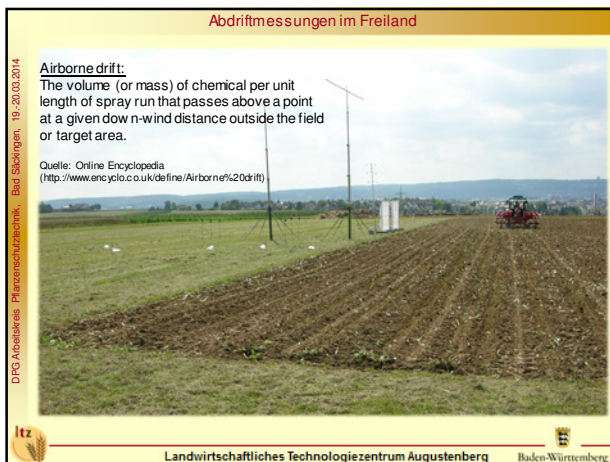 Abdriftmessungen im Freiland
DPG Arbeitskreis Pflanzenschutztechnik, Bad Säckingen, 19.-20.03.2014
Airborne drift:
The volume (or mass) of chemical per unit
length of spray run that passes above a point
at a given down-wind distance outside the field
or target area.
Quelle: Online Encyclopedia
(http.://www.encyclo.co.uk/define/Airborne%20drift)
ltz
Landwirtschaftliches Technologiezentrum Augustenberg
Baden-Württemberg